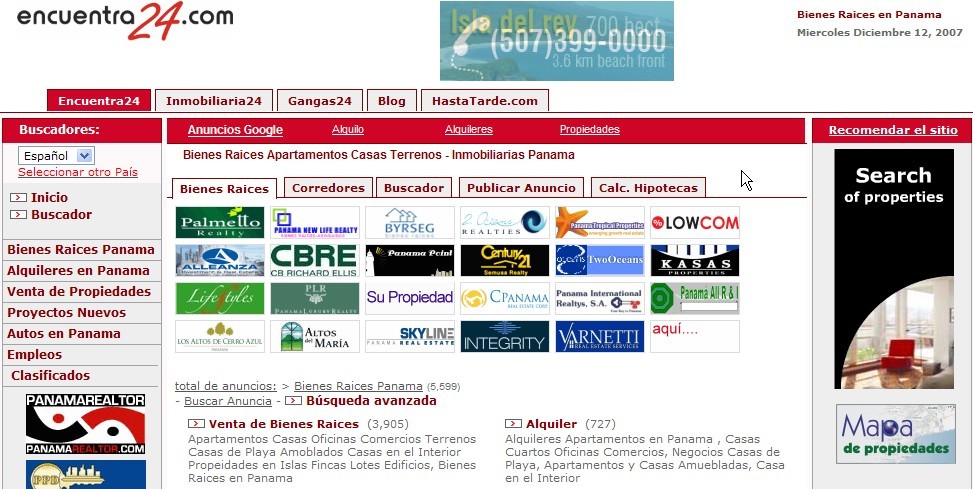 encuentra24.com
Isla del rey 700 hect
(507)399-0000
3.6 km beach front
Bienes Raices en Panama
Miercoles Diciembre 12, 2007
Encuentra24 Inmobiliaria24 Gangas24 Blog HastaTarde.com
Buscadores:
Español
Seleccionar otro País
Inicio
Buscador
Bienes Raices Panama
Alquileres en Panama
Venta de Propiedades
Proyectos Nuevos
Autos en Panama
Empleos
Clasificados
PANAMAREALTOR
PANAMAREALTOR.COM
PPD
Anuncios Google Alquilo Alquileres Propiedades
Bienes Raices Apartamentos Casas Terrenos - Inmobiliarias Panama
Bienes Raices Corredores Buscador Publicar Anuncio Calc. Hipotecas
Palmetto Realty
PANAMA NEW LIFE REALTY
BYRSEG
2 Oceans REALTIES
Panama Tropical Properties
% LOWCOM
ALLEANZA
CBRE
CB RICHARD ELLIS
Panama Point
Century 21
Semusa Realty
TwoOceans
KASAS
PROPERTIES
Lifestyles
PLR
PANAMALUXURYREALTY
Su Propiedad
CPANAMA
REAL ESTATE CORP
Panama International
Realtys, S.A.
Panama All R & I
LOS ALTOS DE CERRO AZUL
PANAMA
ALTOS del MARÍA
SKYLINE
PANAMA REAL ESTATE
INTEGRITY
VARNETTI
REAL ESTATE SERVICES
aquí....
total de anuncios: > Bienes Raices Panama (5,599)
- Buscar Anuncia - Búsqueda avanzada
Venta de Bienes Raices (3,905)
Apartamentos Casas Oficinas Comercios Terrenos
Casas de Playa Amoblados Casas en el Interior
Propeidades en Islas Fincas Lotes Edificios, Bienes
Raices en Panama
Alquiler (727)
Alquileres Apartamentos en Panama , Casas
Cuartos Oficinas Comercios, Negocios Casas de
Playa, Apartamentos y Casas Amuebladas, Casa
en el Interior
Recomendar el sitio
Search
of properties
Mapa
de propiedades